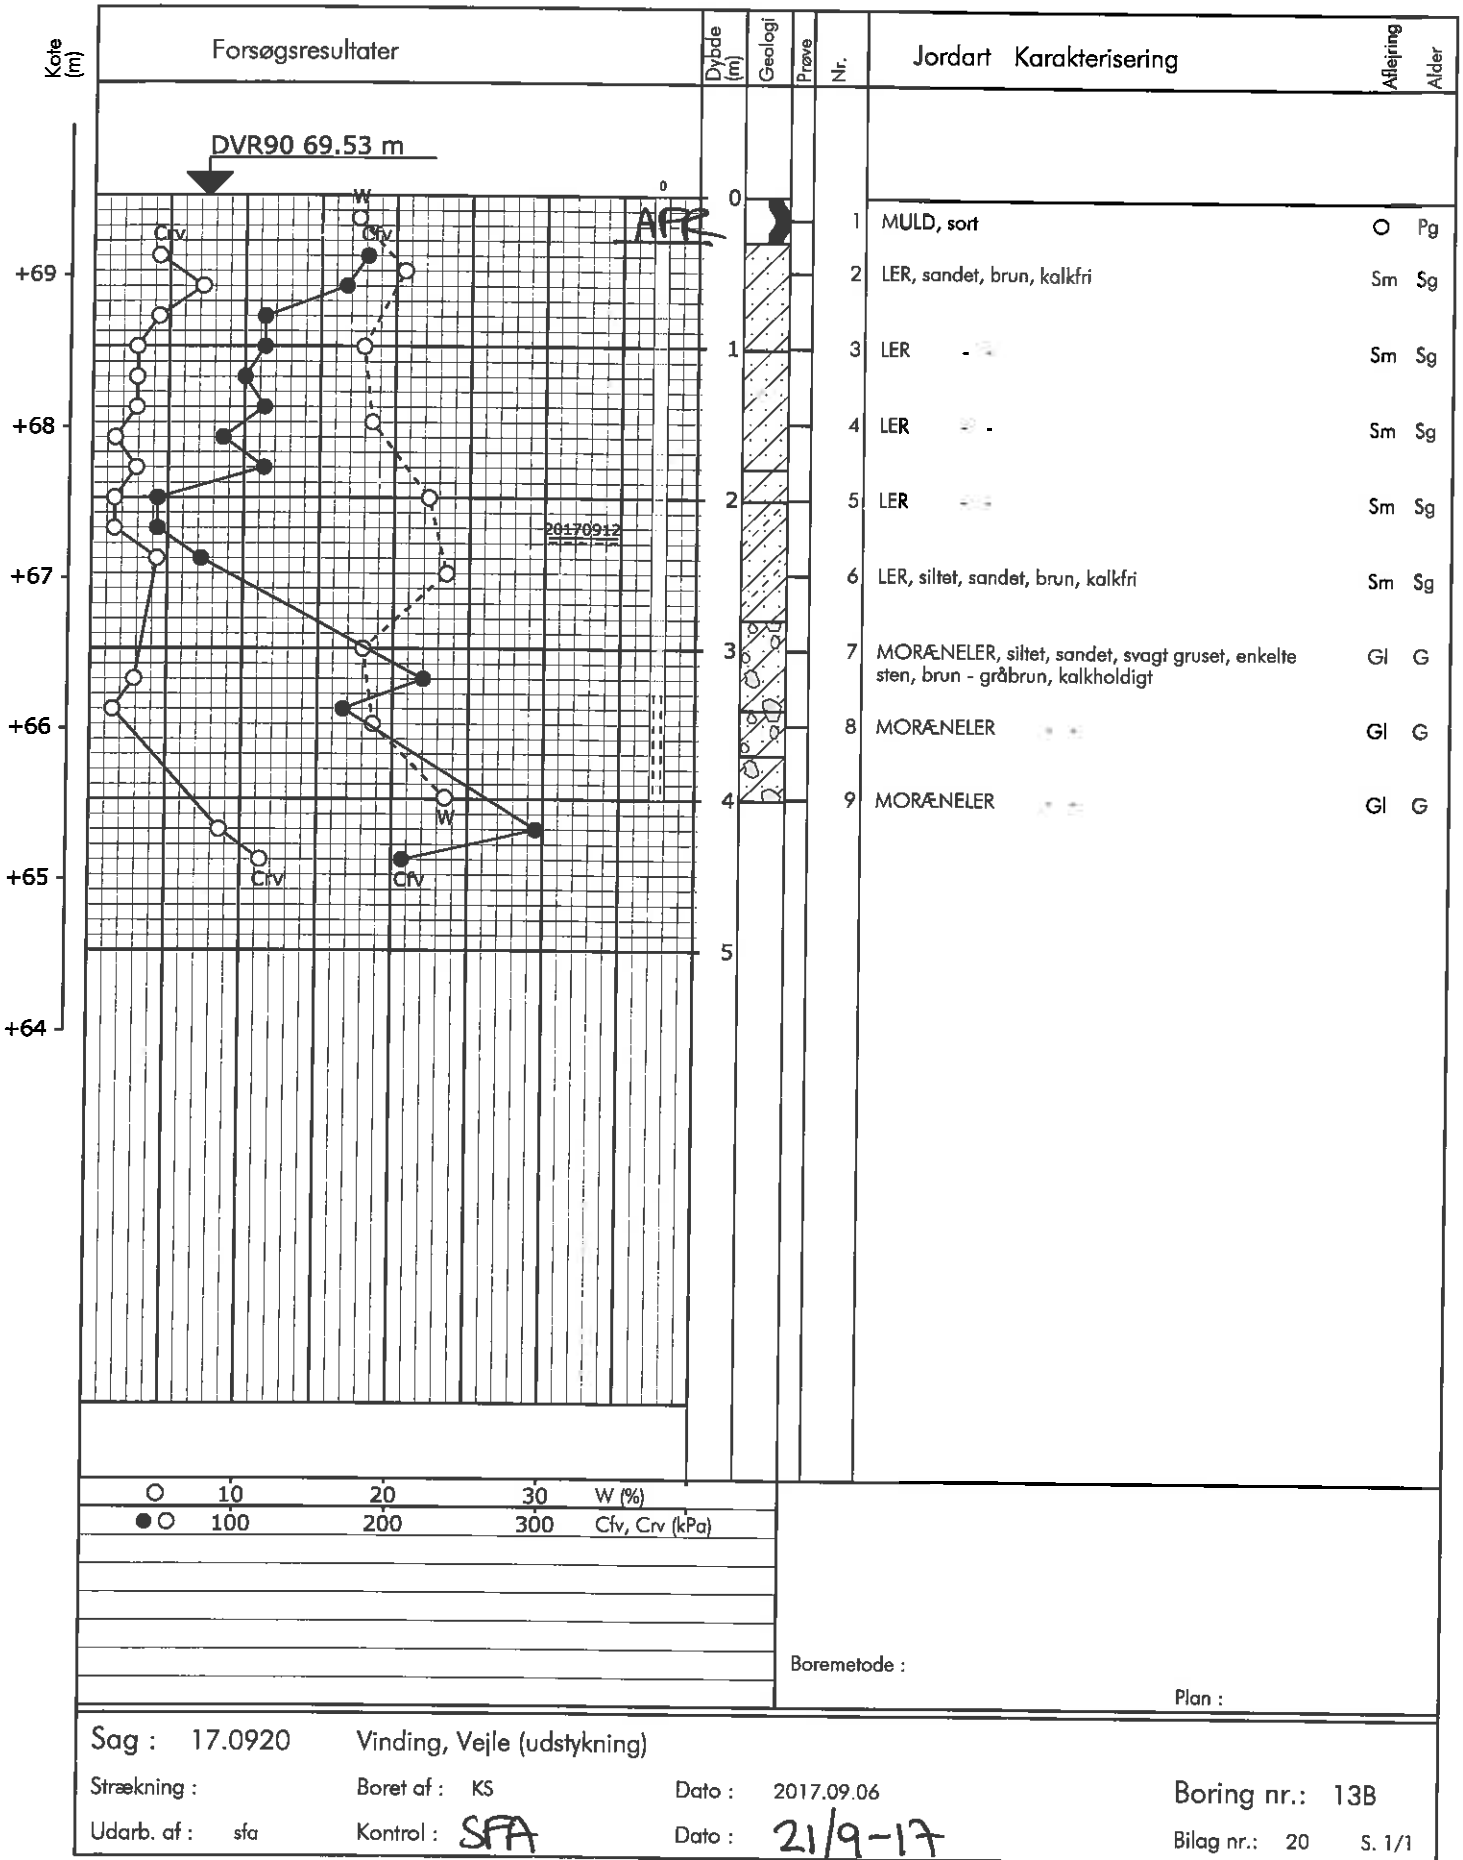 Kote (m)
Forsøgsresultater
Dybde (m)
Geologi
Prøve
Nr.
Jordart Karakterisering
Aflejring
Alder
DVR90 69.53 m
W
0
0
AFR
Crv
Cfv
1 MULD, sort O Pg
+69
2 LER, sandet, brun, kalkfri Sm Sg
1
3 LER - Sm Sg
+68
4 LER - - Sm Sg
2
5 LER - - Sm Sg
20170912
+67
6 LER, siltet, sandet, brun, kalkfri Sm Sg
3
7 MORÆNELER, siltet, sandet, svagt gruset, enkelte Gl G
sten, brun - gråbrun, kalkholdigt
+66
8 MORÆNELER Gl G
4
9 MORÆNELER Gl G
W
+65
Crv
Cfv
5
+64
10 20 30 W (%)
100 200 300 Cfv, Crv (kPa)
Boremetode :
Plan :
Sag : 17.0920 Vinding, Vejle (udstykning)
Strækning : Boret af : KS Dato : 2017.09.06 Boring nr.: 13B
Udarb. af : sfa Kontrol : SFA Dato : 21/9-17 Bilag nr.: 20 S. 1/1